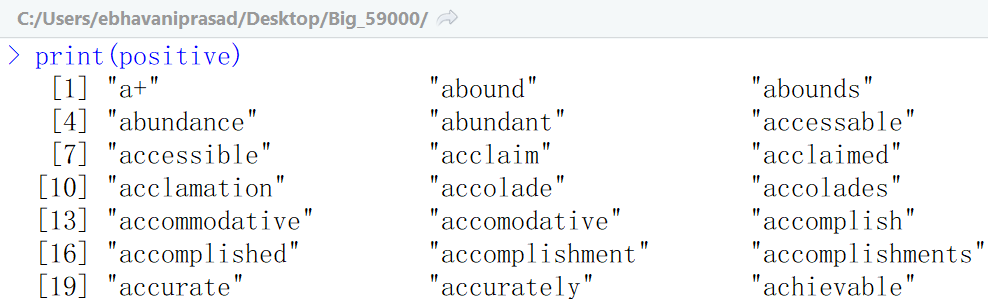 C:/Users/ebhavaniprasad/Desktop/Big_59000/
> print(positive)
[1] "a+" "abound" "abounds"
[4] "abundance" "abundant" "accessable"
[7] "accessible" "acclaim" "acclaimed"
[10] "acclamation" "accolade" "accolades"
[13] "accommodative" "accomodative" "accomplish"
[16] "accomplished" "accomplishment" "accomplishments"
[19] "accurate" "accurately" "achievable"